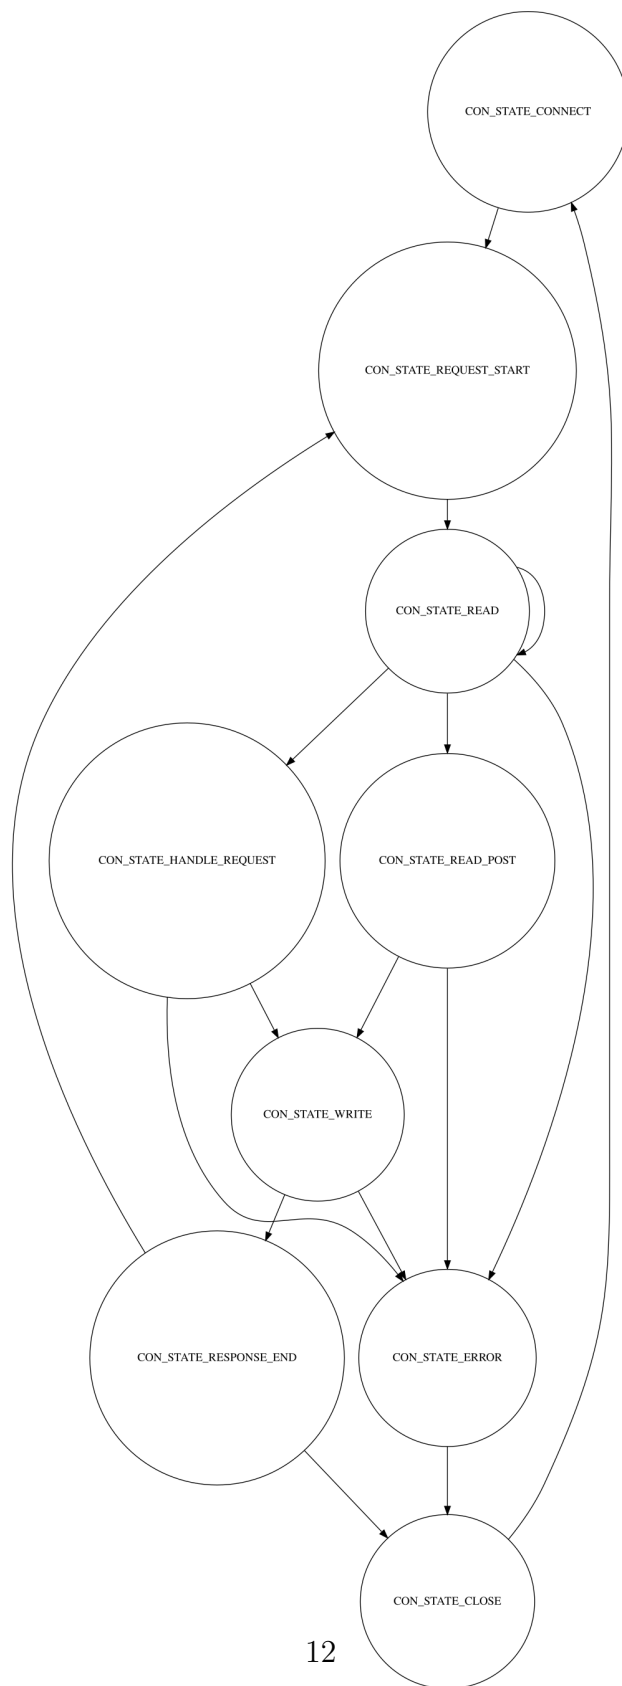 CON_STATE_CONNECT
CON_STATE_REQUEST_START
CON_STATE_READ
CON_STATE_HANDLE_REQUEST
CON_STATE_READ_POST
CON_STATE_WRITE
CON_STATE_RESPONSE_END
CON_STATE_ERROR
CON_STATE_CLOSE
12